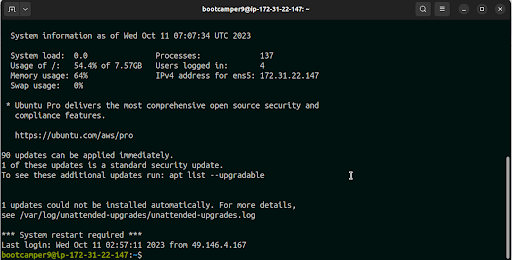 bootcamper9@ip-172-31-22-147: ~
System information as of Wed Oct 11 07:07:34 UTC 2023
System load:  0.0                Processes:             137
Usage of /:   54.4% of 7.57GB   Users logged in:       4
Memory usage: 64%                IPv4 address for ens5: 172.31.22.147
Swap usage:   0%
* Ubuntu Pro delivers the most comprehensive open source security and
compliance features.
https://ubuntu.com/aws/pro
90 updates can be applied immediately.
1 of these updates is a standard security update.
To see these additional updates run: apt list --upgradable
1 updates could not be installed automatically. For more details,
see /var/log/unattended-upgrades/unattended-upgrades.log
*** System restart required ***
Last login: Wed Oct 11 02:57:11 2023 from 49.146.4.167
bootcamper9@ip-172-31-22-147:~$